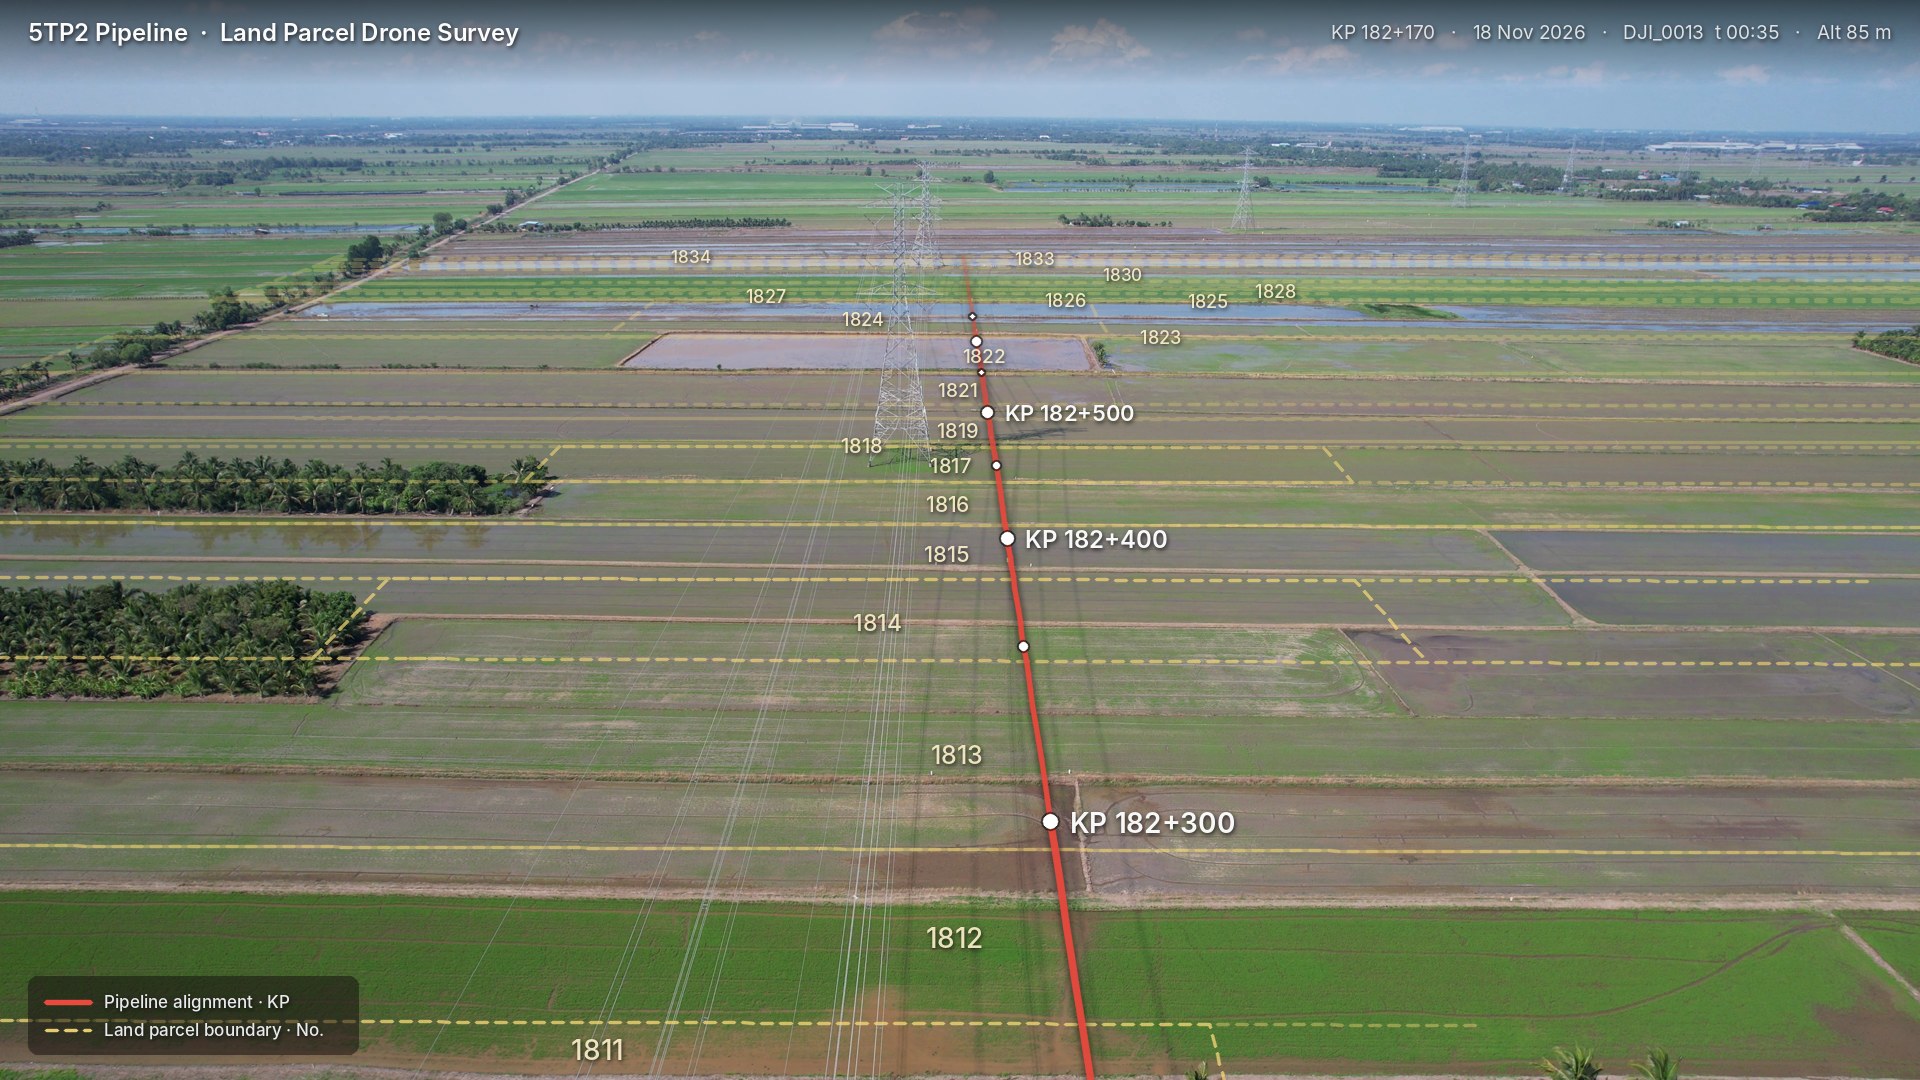 5TP2 Pipeline · Land Parcel Drone Survey
KP 182+170 · 18 Nov 2026 · DJI_0013 t 00:35 · Alt 85 m
1834
1833
1830
1827
1826
1825
1828
1824
1823
1822
1821
KP 182+500
1819
1818
1817
1816
KP 182+400
1815
1814
1813
KP 182+300
1812
Pipeline alignment · KP
Land parcel boundary · No.
1811